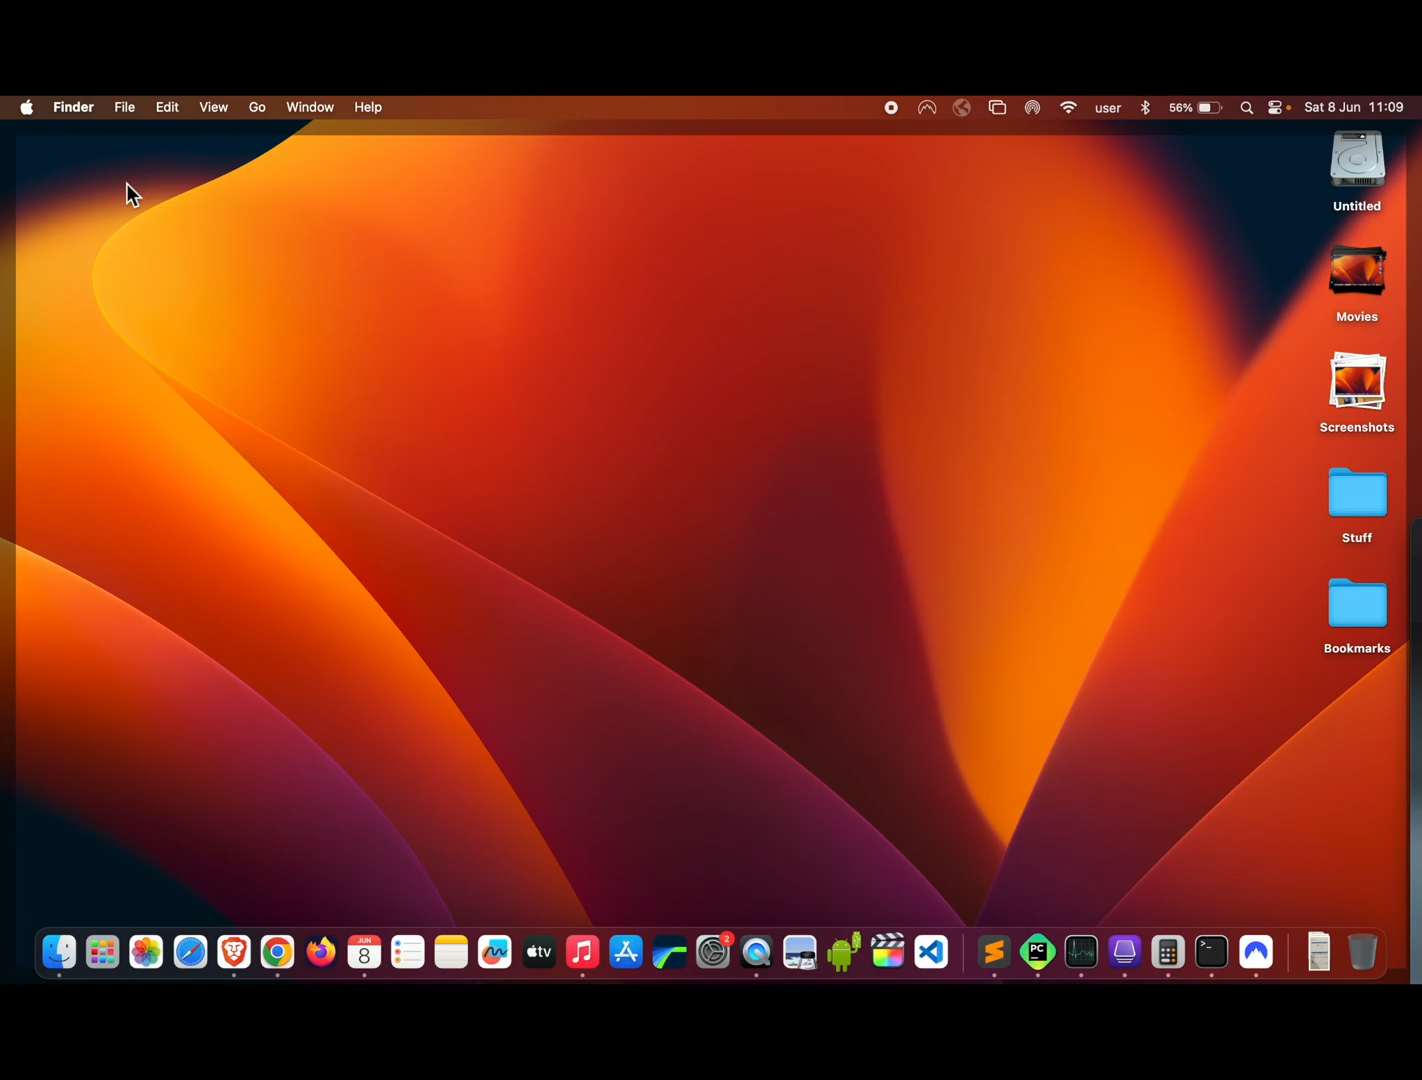 Finder File Edit View Go Window Help user 56% Sat 8 Jun 11:09
Untitled
Movies
Screenshots
Stuff
Bookmarks
JUN
8
tv
2
PC
>_